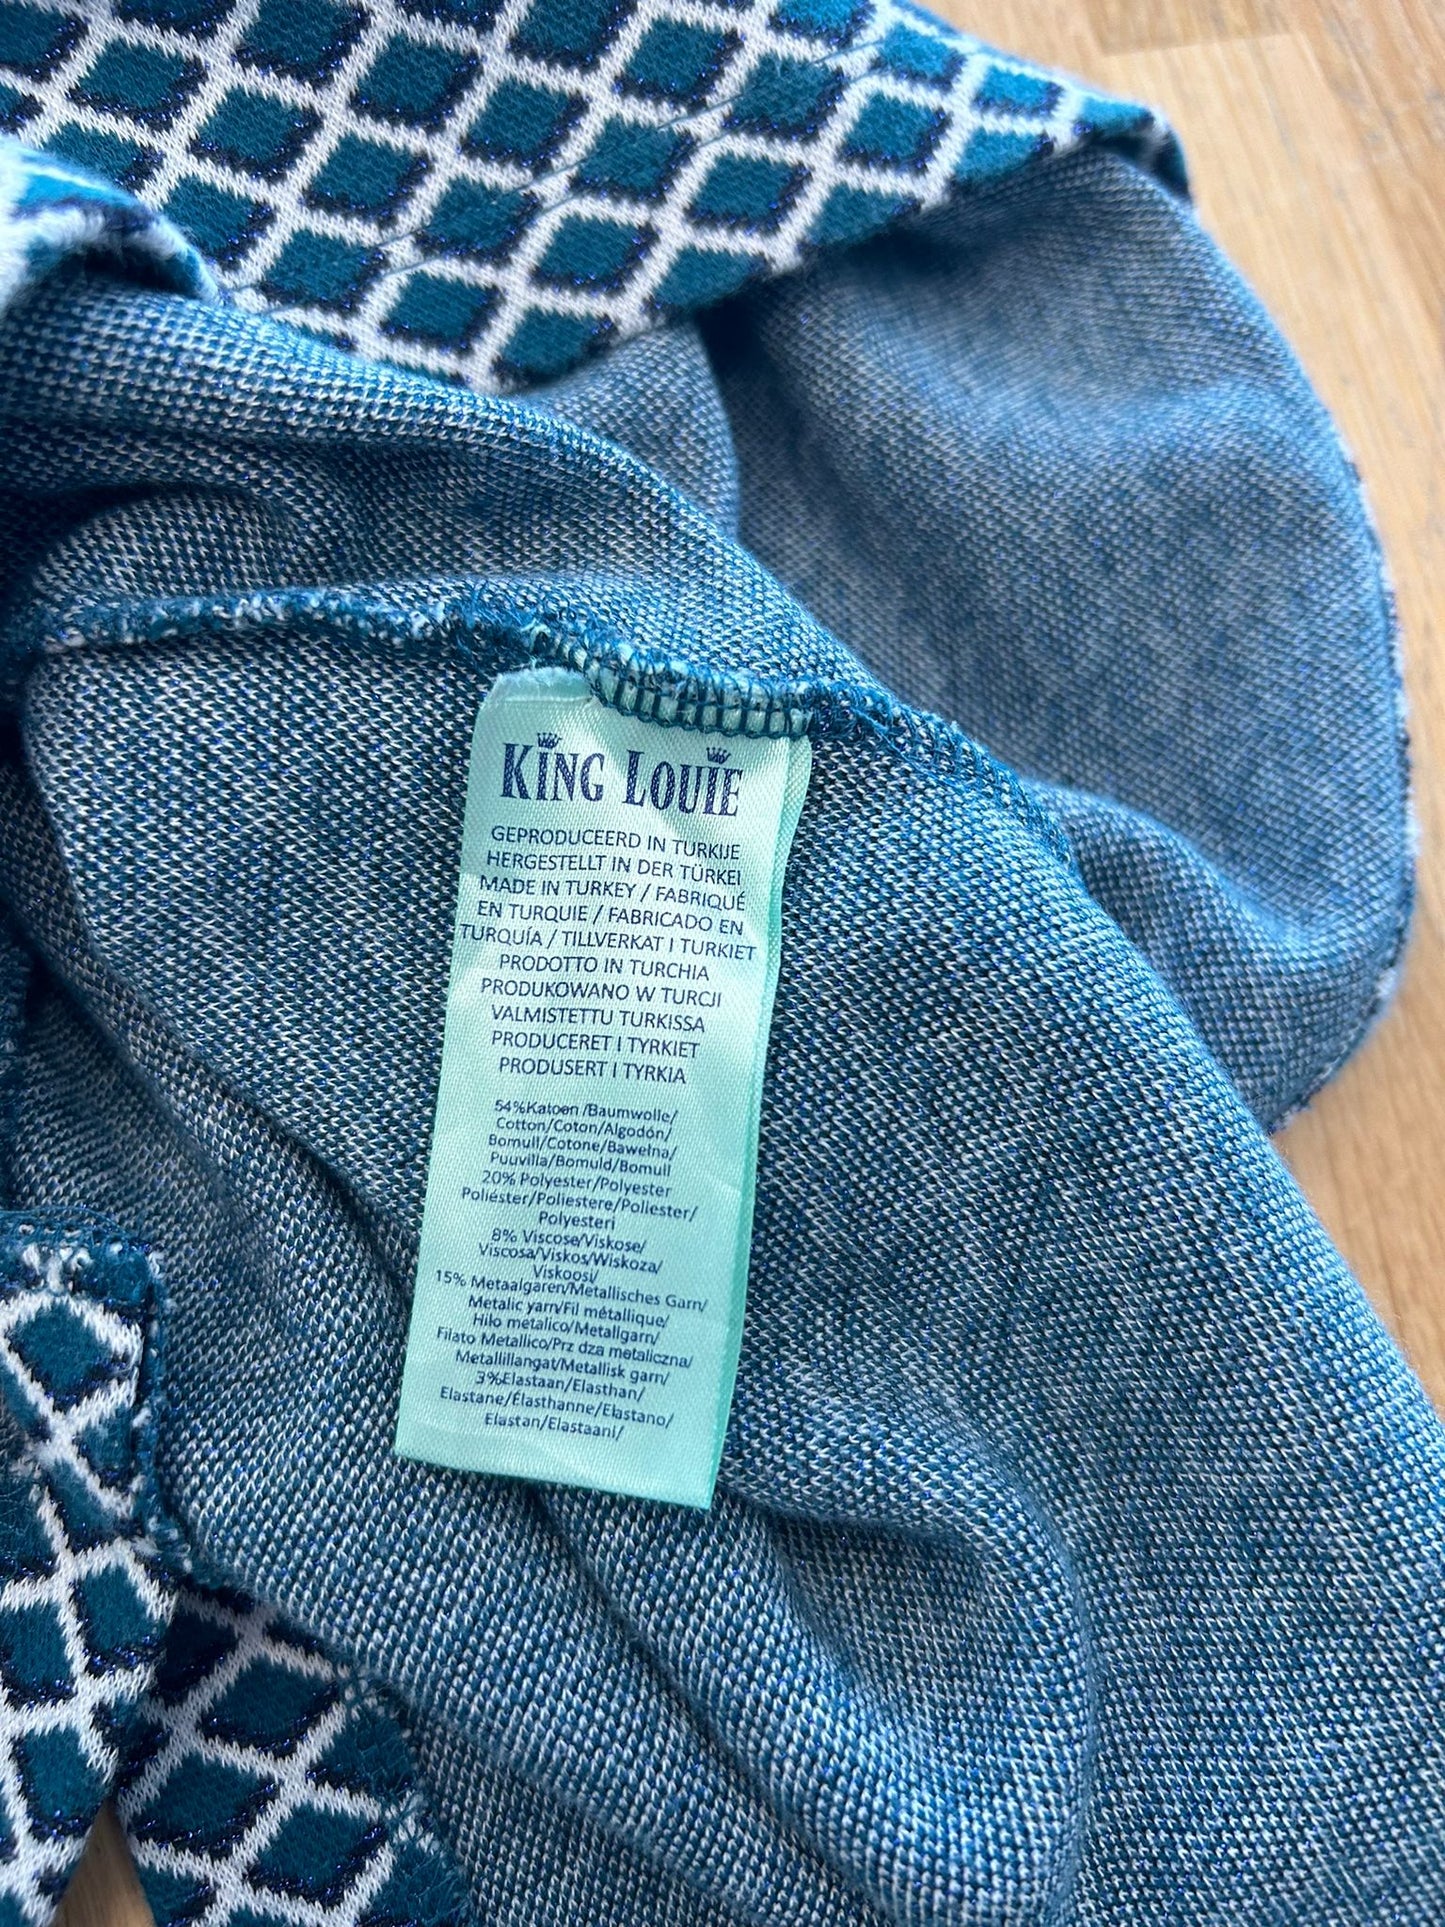 KING LOUIE
GEPRODUCEERD IN TURKIJE
HERGESTELLT IN DER TÜRKEI
MADE IN TURKEY / FABRIQUÉ
EN TURQUIE / FABRICADO EN
TURQUÍA / TILLVERKAT I TURKIET
PRODOTTO IN TURCHIA
PRODUKOWANO W TURCJI
VALMISTETTU TURKISSA
PRODUCERET I TYRKIET
PRODUSERT I TYRKIA
54%Katoen /Baumwolle/
Cotton/Coton/Algodón/
Bomull/Cotone/Bawełna/
Puuvilla/Bomuld/Bomull
20% Polyester/Polyester
Poliéster/Poliestere/Poliester/
Polyesteri
8% Viscose/Viskose/
Viscosa/Viskos/Wiskoza/
Viskoosi/
15% Metaalgaren/Metallisches Garn/
Metalic yarn/Fil métallique/
Hilo metalico/Metallgarn/
Filato Metallico/Prz dza metaliczna/
Metallillangat/Metallisk garn/
3%Elastaan/Elasthan/
Elastane/Élasthanne/Elastano/
Elastan/Elastaani/